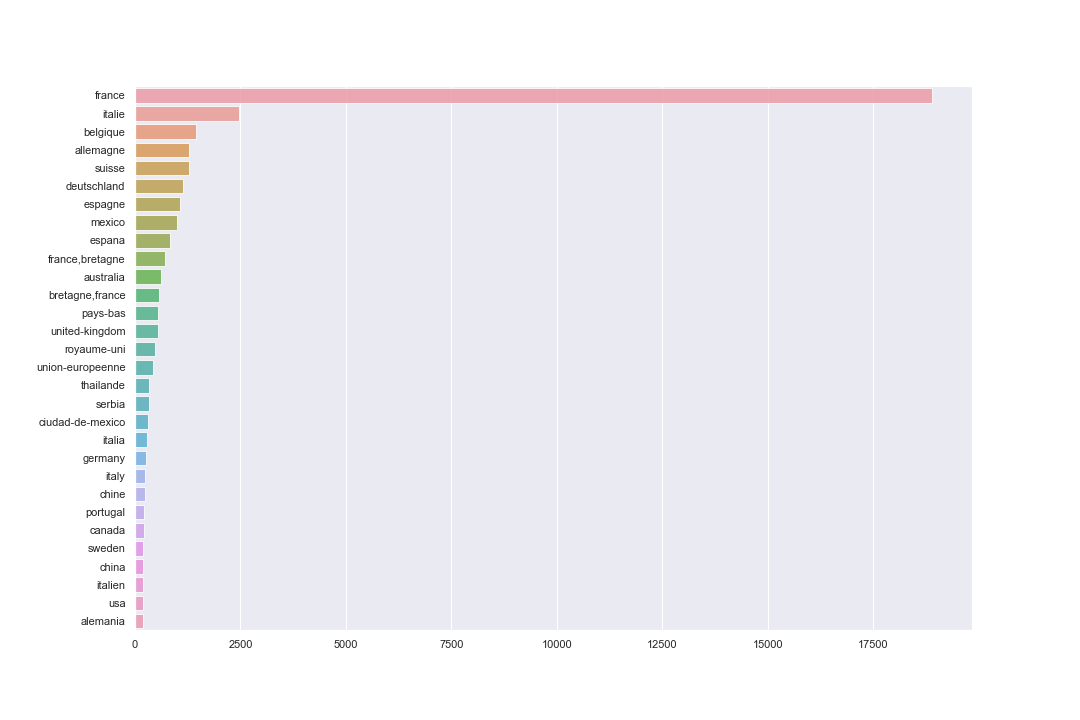 france
italie
belgique
allemagne
suisse
deutschland
espagne
mexico
espana
france,bretagne
australia
bretagne,france
pays-bas
united-kingdom
royaume-uni
union-europeenne
thailande
serbia
ciudad-de-mexico
italia
germany
italy
chine
portugal
canada
sweden
china
italien
usa
alemania
0 2500 5000 7500 10000 12500 15000 17500